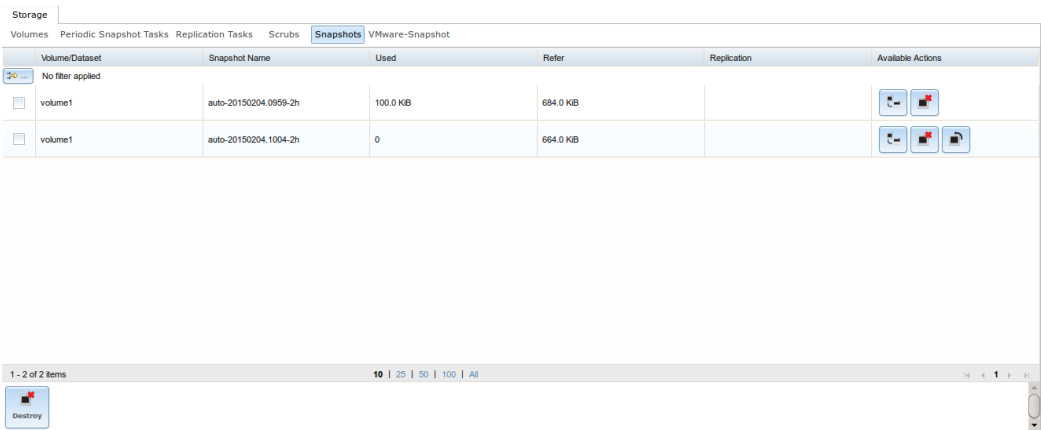 Storage
Volumes Periodic Snapshot Tasks Replication Tasks Scrubs Snapshots VMware-Snapshot
Volume/Dataset Snapshot Name Used Refer Replication Available Actions
... No filter applied
volume1 auto-20150204.0959-2h 100.0 KiB 684.0 KiB
volume1 auto-20150204.1004-2h 0 664.0 KiB
1 - 2 of 2 items 10 | 25 | 50 | 100 | All 1
Destroy